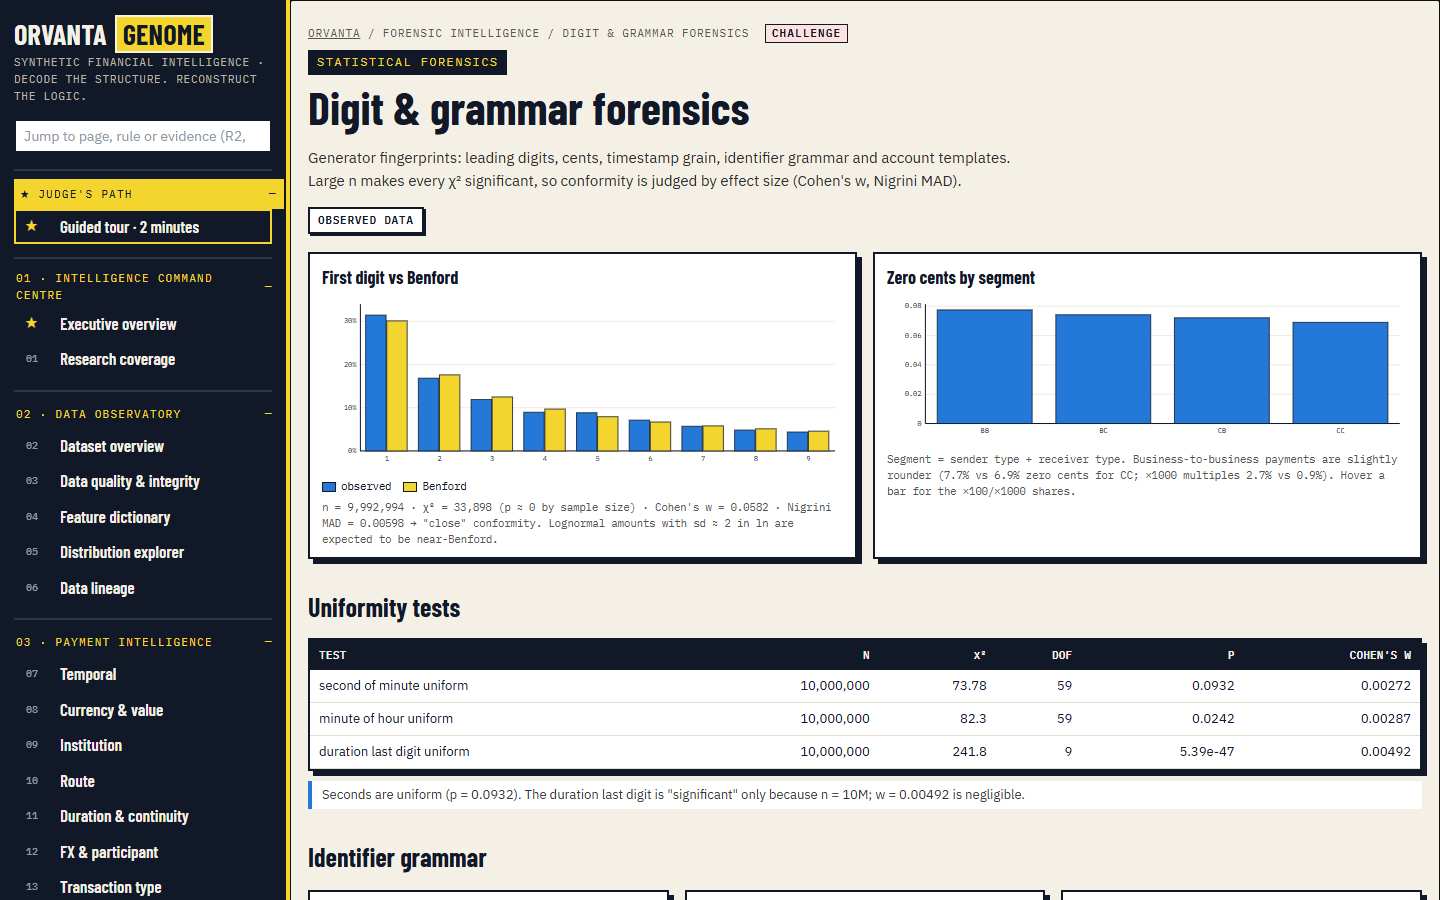 ORVANTA GENOME
SYNTHETIC FINANCIAL INTELLIGENCE ·
DECODE THE STRUCTURE. RECONSTRUCT
THE LOGIC.
Jump to page, rule or evidence (R2,
★ JUDGE'S PATH −
★ Guided tour · 2 minutes
01 · INTELLIGENCE COMMAND
CENTRE −
★ Executive overview
01 Research coverage
02 · DATA OBSERVATORY −
02 Dataset overview
03 Data quality & integrity
04 Feature dictionary
05 Distribution explorer
06 Data lineage
03 · PAYMENT INTELLIGENCE −
07 Temporal
08 Currency & value
09 Institution
10 Route
11 Duration & continuity
12 FX & participant
13 Transaction type
ORVANTA / FORENSIC INTELLIGENCE / DIGIT & GRAMMAR FORENSICS CHALLENGE
STATISTICAL FORENSICS
Digit & grammar forensics
Generator fingerprints: leading digits, cents, timestamp grain, identifier grammar and account templates.
Large n makes every χ² significant, so conformity is judged by effect size (Cohen's w, Nigrini MAD).
OBSERVED DATA
First digit vs Benford
30%
20%
10%
0%
1 2 3 4 5 6 7 8 9
observed Benford
n = 9,992,994 · χ² = 33,898 (p ≈ 0 by sample size) · Cohen's w = 0.0582 · Nigrini
MAD = 0.00598 → "close" conformity. Lognormal amounts with sd ≈ 2 in ln are
expected to be near-Benford.
Zero cents by segment
0.08
0.06
0.04
0.02
0
BB BC CB CC
Segment = sender type + receiver type. Business-to-business payments are slightly
rounder (7.7% vs 6.9% zero cents for CC; ×1000 multiples 2.7% vs 0.9%). Hover a
bar for the ×100/×1000 shares.
Uniformity tests
TEST N χ² DOF P COHEN'S W
second of minute uniform 10,000,000 73.78 59 0.0932 0.00272
minute of hour uniform 10,000,000 82.3 59 0.0242 0.00287
duration last digit uniform 10,000,000 241.8 9 5.39e-47 0.00492
Seconds are uniform (p = 0.0932). The duration last digit is "significant" only because n = 10M; w = 0.00492 is negligible.
Identifier grammar